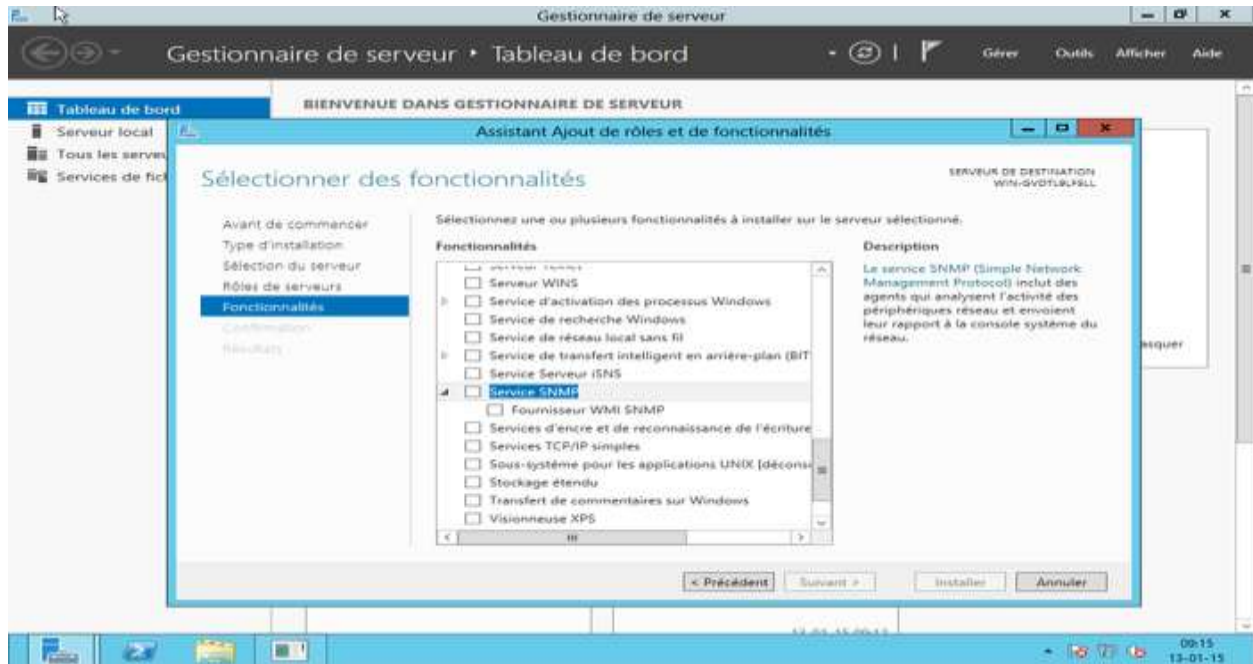 Gestionnaire de serveur
Gestionnaire de serveur • Tableau de bord
Gérer Outils Afficher Aide
Tableau de bord
Serveur local
Tous les serveu
Services de fich
BIENVENUE DANS GESTIONNAIRE DE SERVEUR
Assistant Ajout de rôles et de fonctionnalités
Sélectionner des fonctionnalités
SERVEUR DE DESTINATION
Avant de commencer
Type d'installation
Sélection du serveur
Rôles de serveurs
Fonctionnalités
Confirmation
Résultats
Sélectionnez une ou plusieurs fonctionnalités à installer sur le serveur sélectionné.
Fonctionnalités
Serveur Telnet
Serveur WINS
Service d'activation des processus Windows
Service de recherche Windows
Service de réseau local sans fil
Service de transfert intelligent en arrière-plan (BIT
Service Serveur iSNS
Service SNMP
Fournisseur WMI SNMP
Services d'encre et de reconnaissance de l'écriture
Services TCP/IP simples
Sous-système pour les applications UNIX [déconse
Stockage étendu
Transfert de commentaires sur Windows
Visionneuse XPS
Description
Le service SNMP (Simple Network
Management Protocol) inclut des
agents qui analysent l'activité des
périphériques réseau et envoient
leur rapport à la console système du
réseau.
asquer
< Précédent
Suivant >
Installer
Annuler
00:15
13-01-15